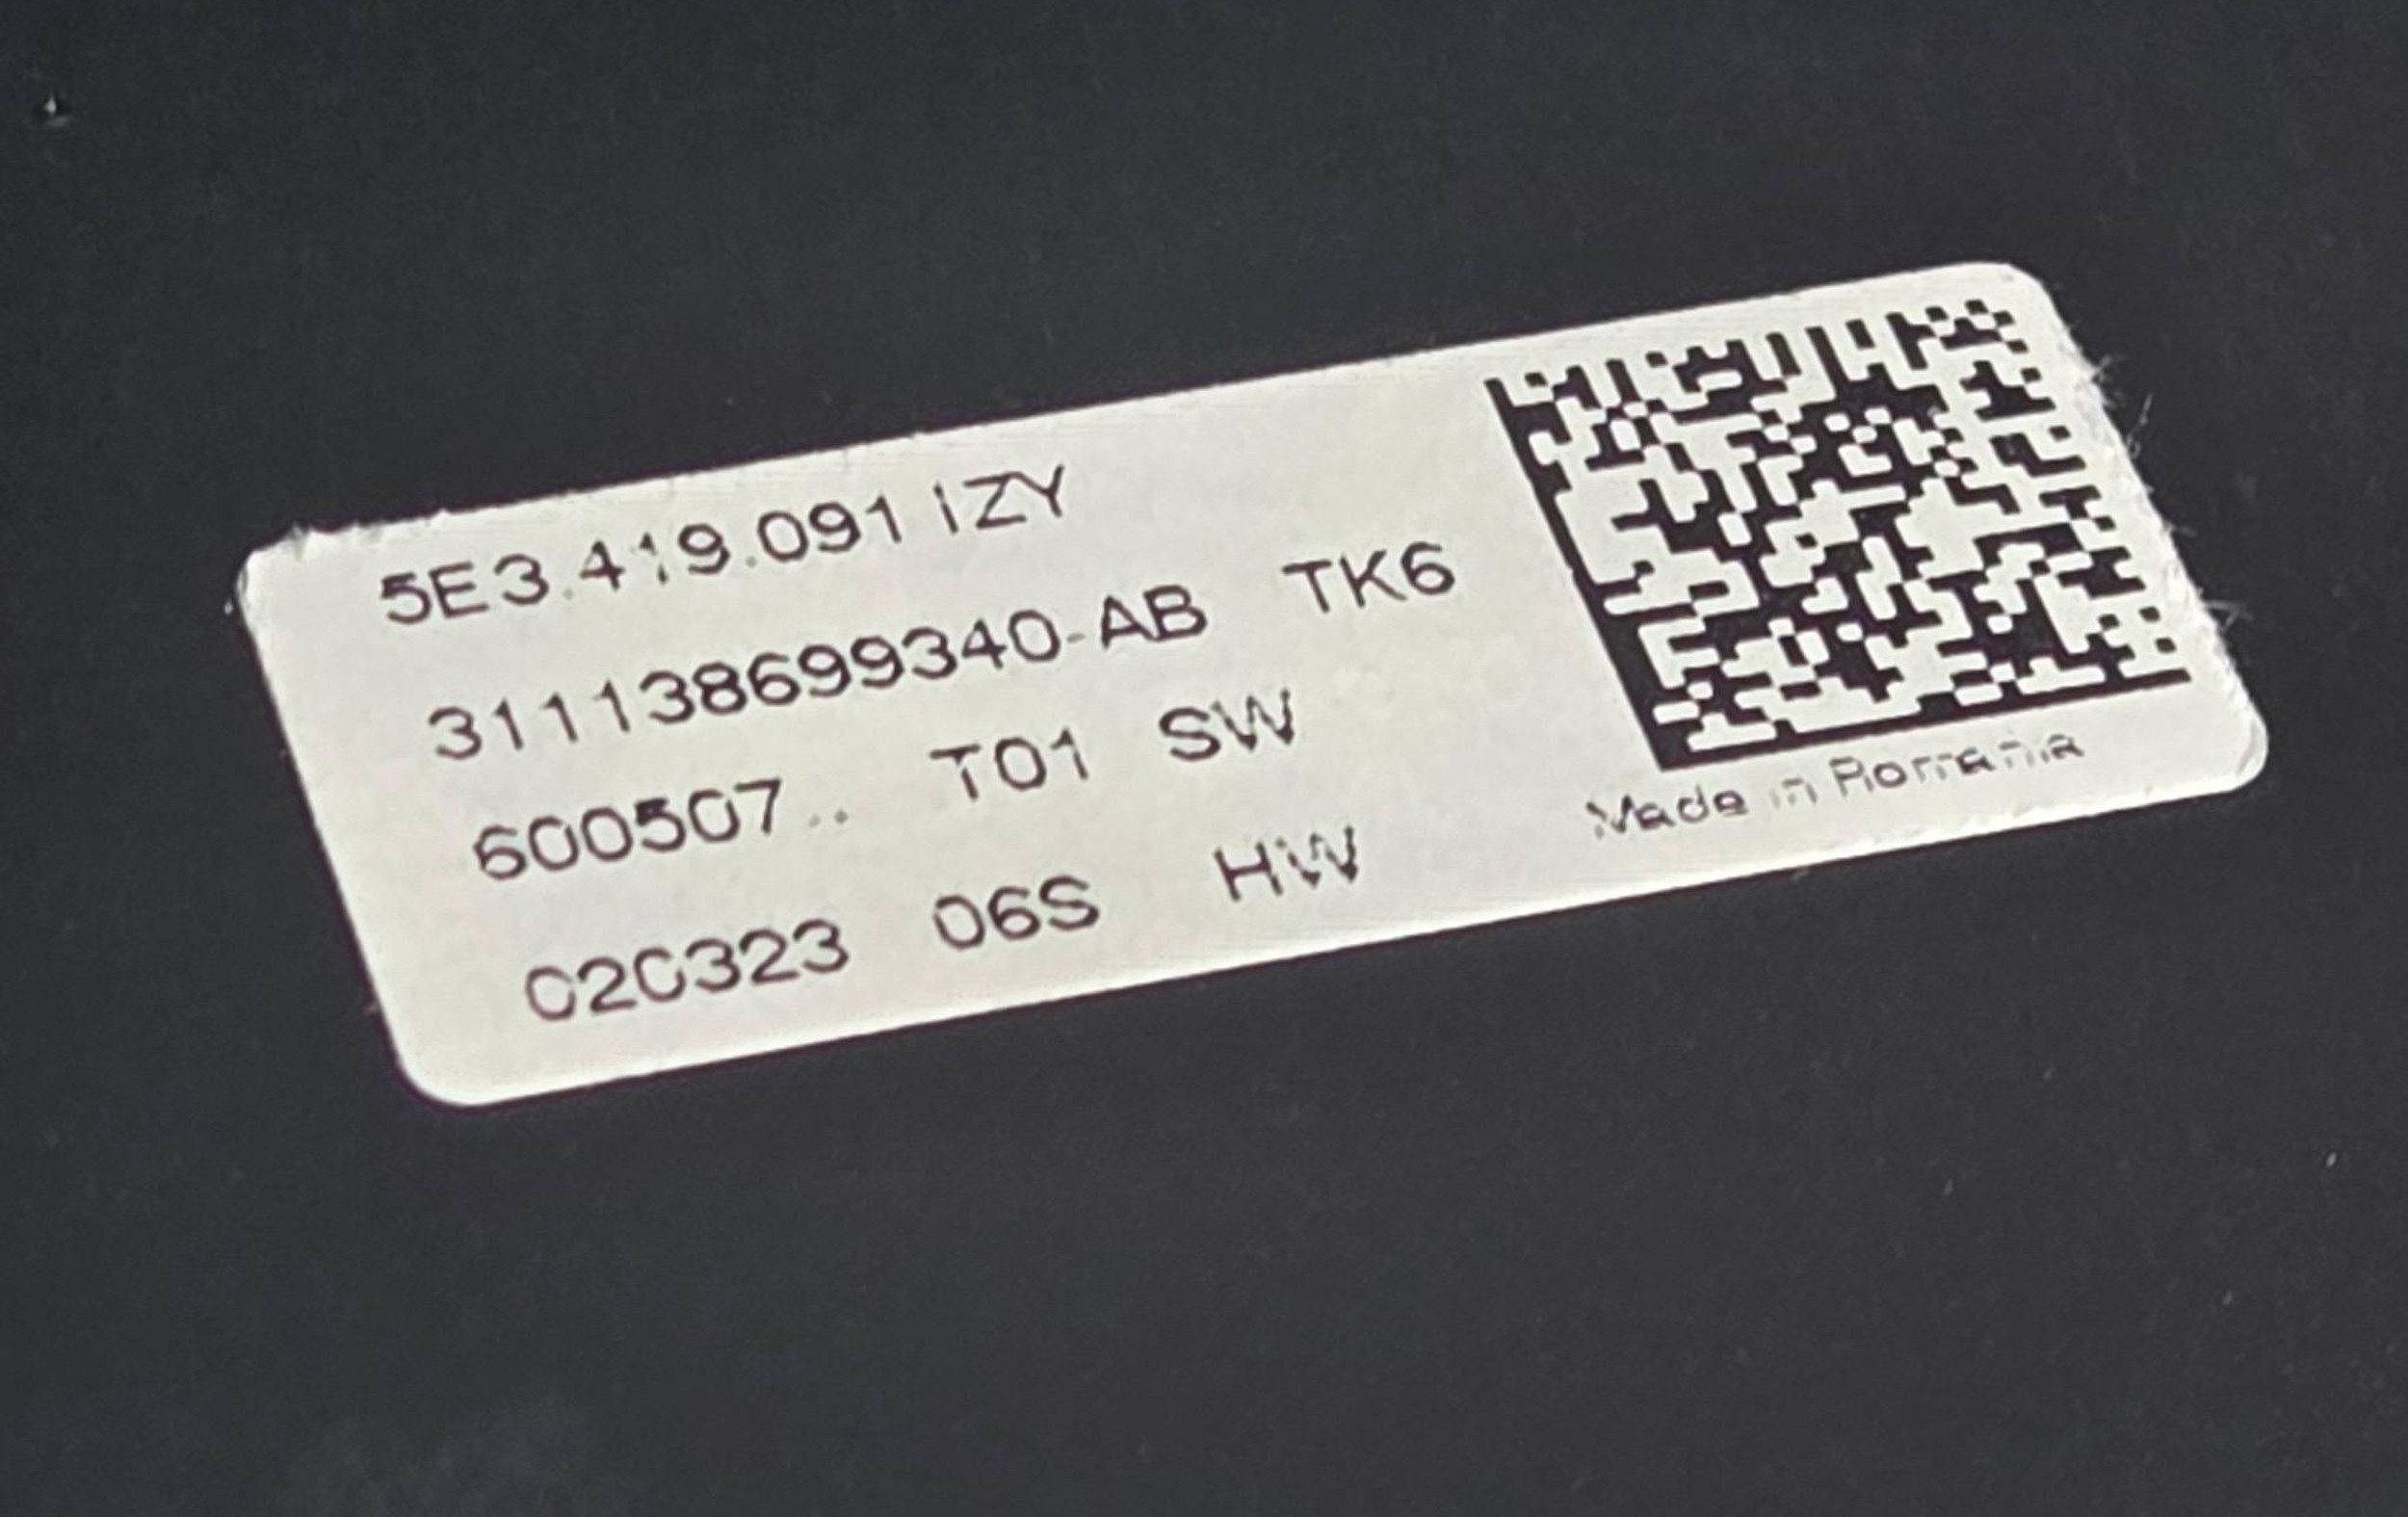 5E3.419.091 IZY
311138699340-AB TK6
600507.. T01 SW
020323 06S HW
Made in Romania